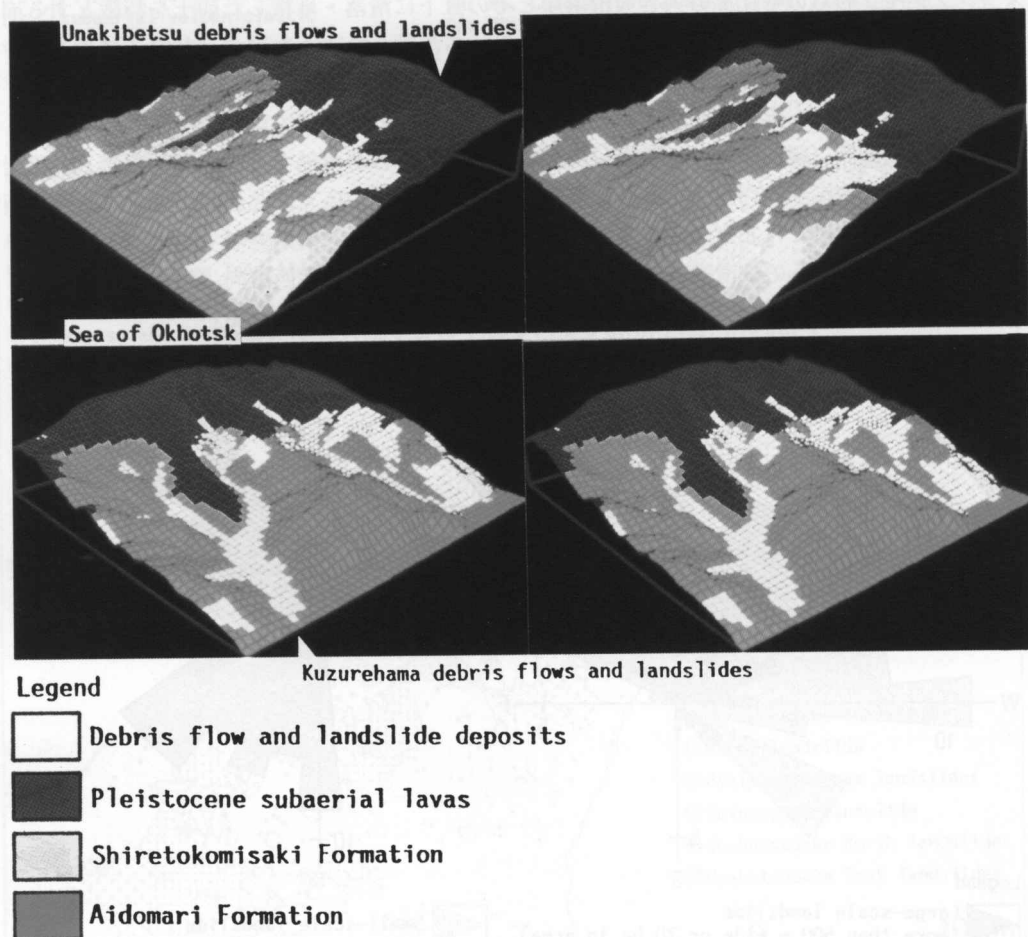 Unakibetsu debris flows and landslides
Sea of Okhotsk
Kuzurehama debris flows and landslides
Legend
Debris flow and landslide deposits
Pleistocene subaerial lavas
Shiretokomisaki Formation
Aidomari Formation